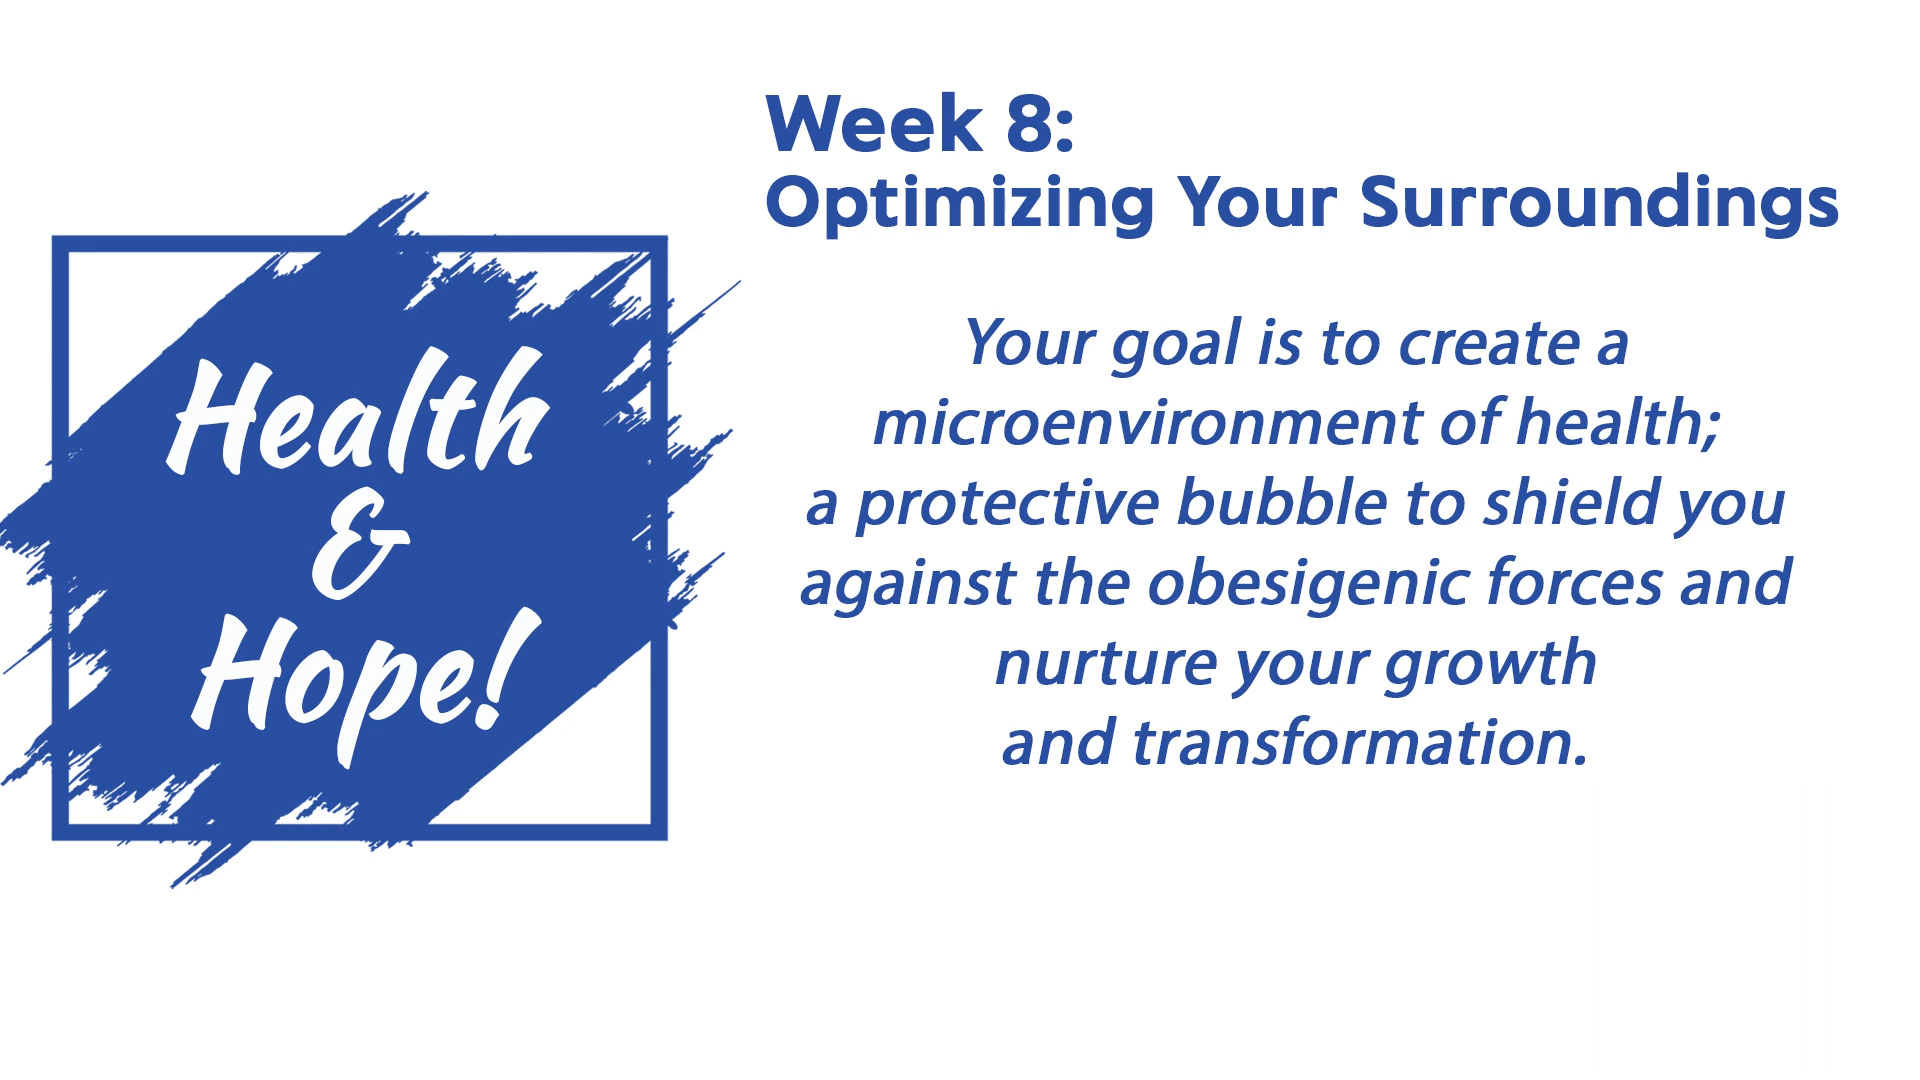 Health
&
Hope!
Week 8:
Optimizing Your Surroundings
Your goal is to create a
microenvironment of health;
a protective bubble to shield you
against the obesigenic forces and
nurture your growth
and transformation.